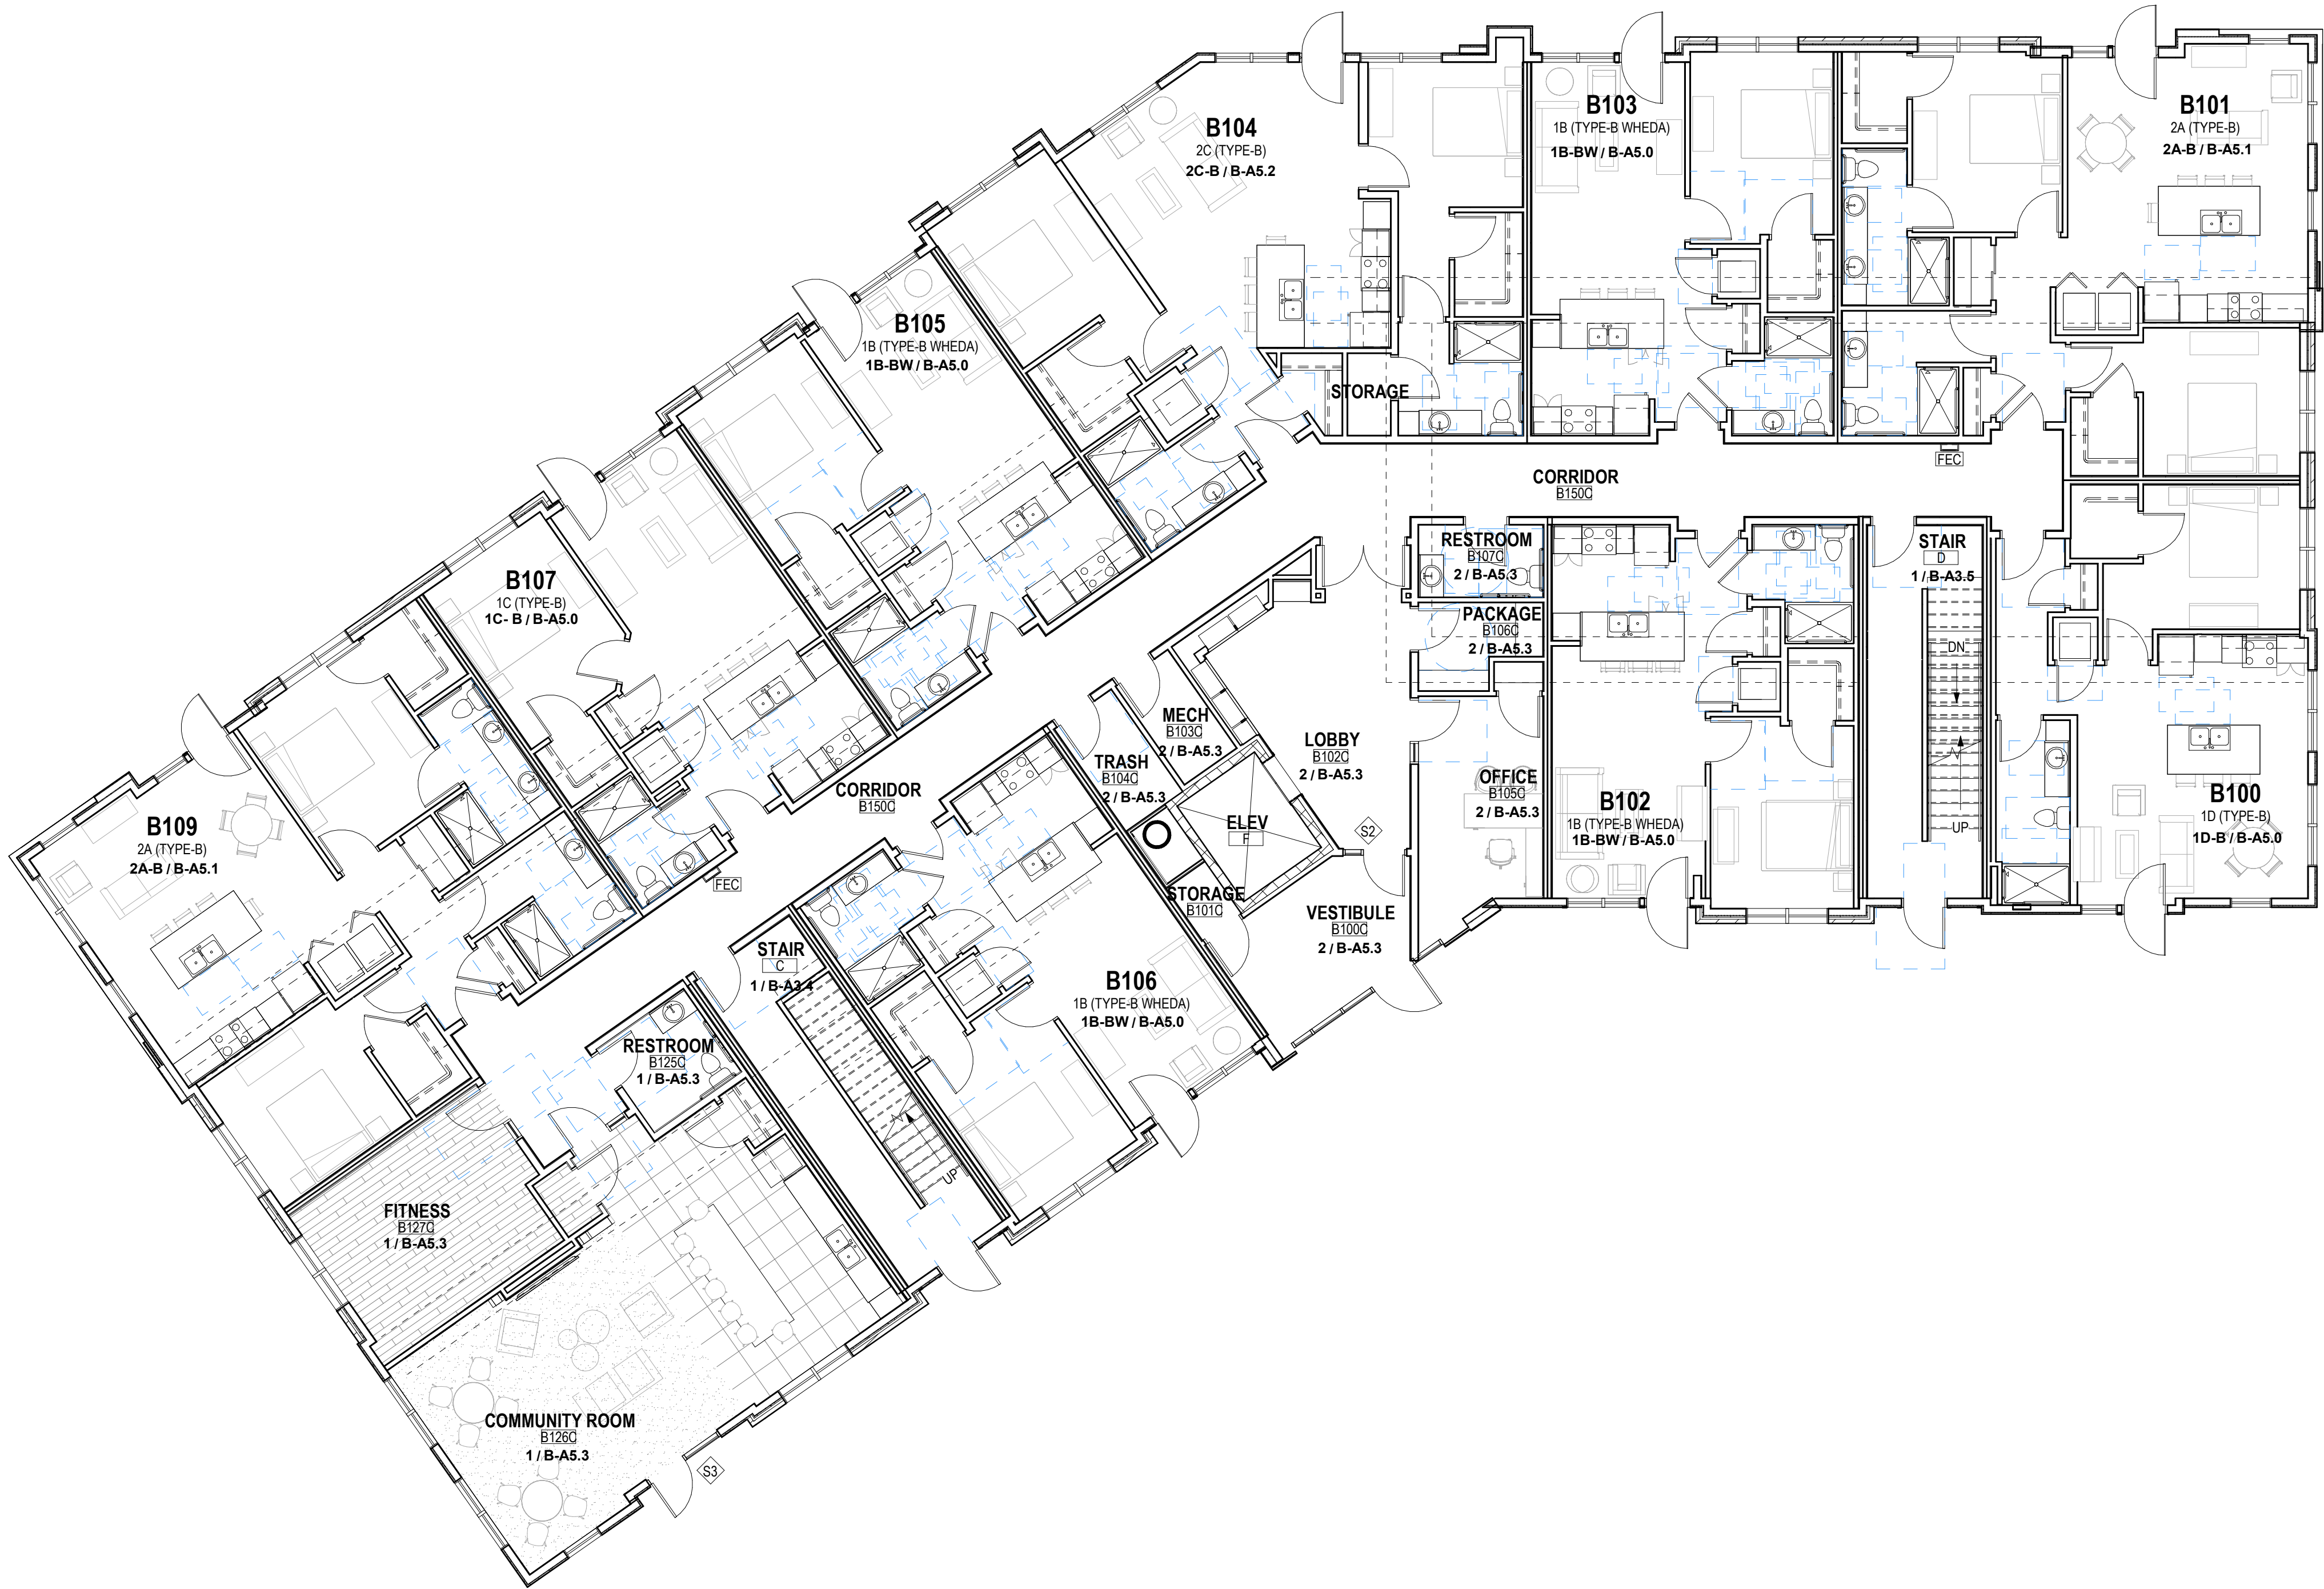 B104
2C (TYPE-B)
2C-B / B-A5.2
B103
1B (TYPE-B WHEDA)
1B-BW / B-A5.0
B101
2A (TYPE-B)
2A-B / B-A5.1
B105
1B (TYPE-B WHEDA)
1B-BW / B-A5.0
STORAGE
CORRIDOR
B150C
FEC
B107
1C (TYPE-B)
1C- B / B-A5.0
RESTROOM
B107C
2 / B-A5.3
STAIR
D
1 / B-A3.5
PACKAGE
B106C
2 / B-A5.3
DN
UP
MECH
B103C
2 / B-A5.3
LOBBY
B102C
2 / B-A5.3
TRASH
B104C
2 / B-A5.3
OFFICE
B105C
2 / B-A5.3
B102
1B (TYPE-B WHEDA)
1B-BW / B-A5.0
B100
1D (TYPE-B)
1D-B / B-A5.0
CORRIDOR
B150C
ELEV
F
S2
B109
2A (TYPE-B)
2A-B / B-A5.1
FEC
STORAGE
B101C
VESTIBULE
B100C
2 / B-A5.3
STAIR
C
1 / B-A3.4
B106
1B (TYPE-B WHEDA)
1B-BW / B-A5.0
RESTROOM
B125C
1 / B-A5.3
UP
FITNESS
B127C
1 / B-A5.3
COMMUNITY ROOM
B126C
1 / B-A5.3
S3